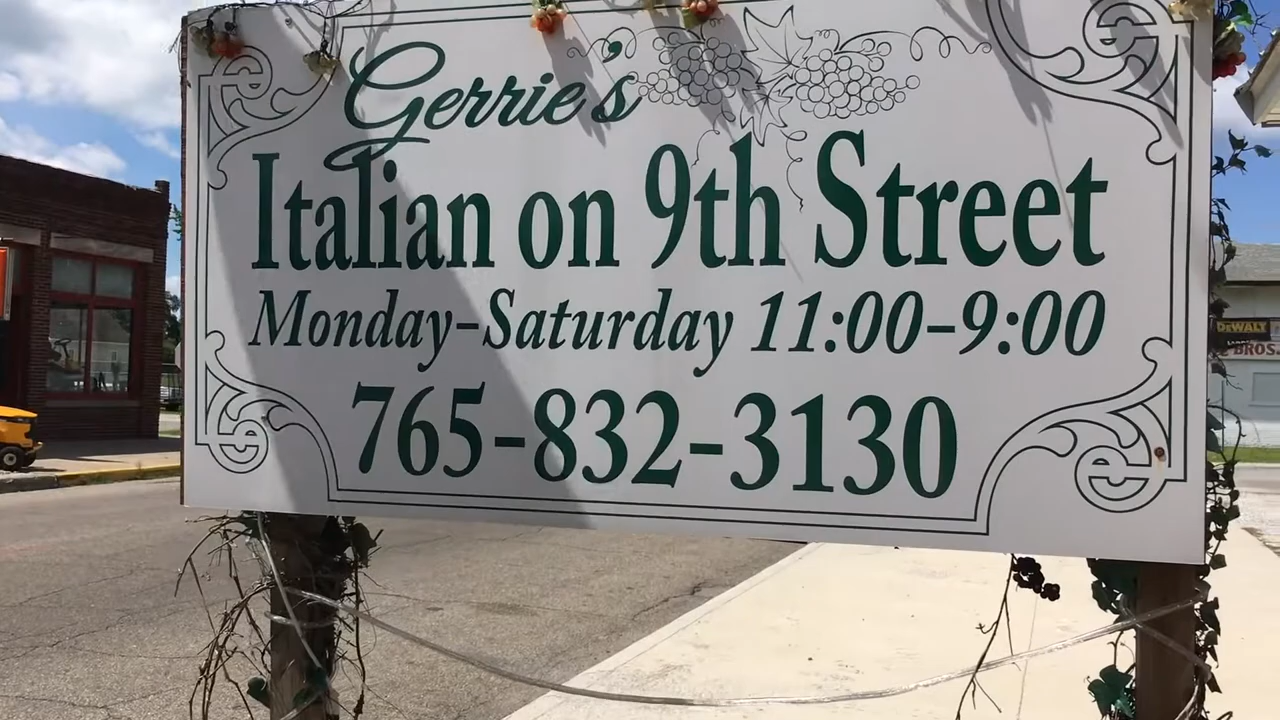 Gerrie's
Italian on 9th Street
Monday-Saturday 11:00-9:00
765-832-3130
DEWALT
BROS.